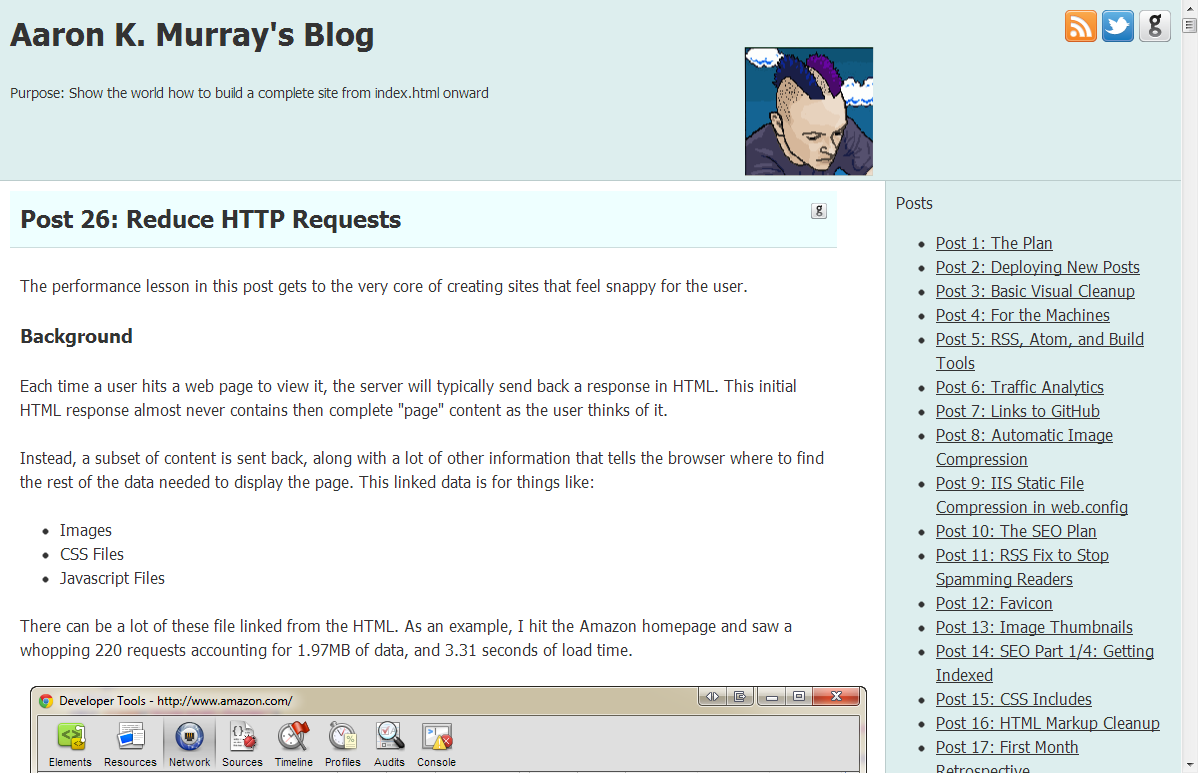 Aaron K. Murray's Blog
Purpose: Show the world how to build a complete site from index.html onward
g
Post 26: Reduce HTTP Requests
g
The performance lesson in this post gets to the very core of creating sites that feel snappy for the user.
Background
Each time a user hits a web page to view it, the server will typically send back a response in HTML. This initial
HTML response almost never contains then complete "page" content as the user thinks of it.
Instead, a subset of content is sent back, along with a lot of other information that tells the browser where to find
the rest of the data needed to display the page. This linked data is for things like:
Images
CSS Files
Javascript Files
There can be a lot of these file linked from the HTML. As an example, I hit the Amazon homepage and saw a
whopping 220 requests accounting for 1.97MB of data, and 3.31 seconds of load time.
Developer Tools - http://www.amazon.com/
Elements Resources Network Sources Timeline Profiles Audits Console
Posts
Post 1: The Plan
Post 2: Deploying New Posts
Post 3: Basic Visual Cleanup
Post 4: For the Machines
Post 5: RSS, Atom, and Build
Tools
Post 6: Traffic Analytics
Post 7: Links to GitHub
Post 8: Automatic Image
Compression
Post 9: IIS Static File
Compression in web.config
Post 10: The SEO Plan
Post 11: RSS Fix to Stop
Spamming Readers
Post 12: Favicon
Post 13: Image Thumbnails
Post 14: SEO Part 1/4: Getting
Indexed
Post 15: CSS Includes
Post 16: HTML Markup Cleanup
Post 17: First Month
Retrospective